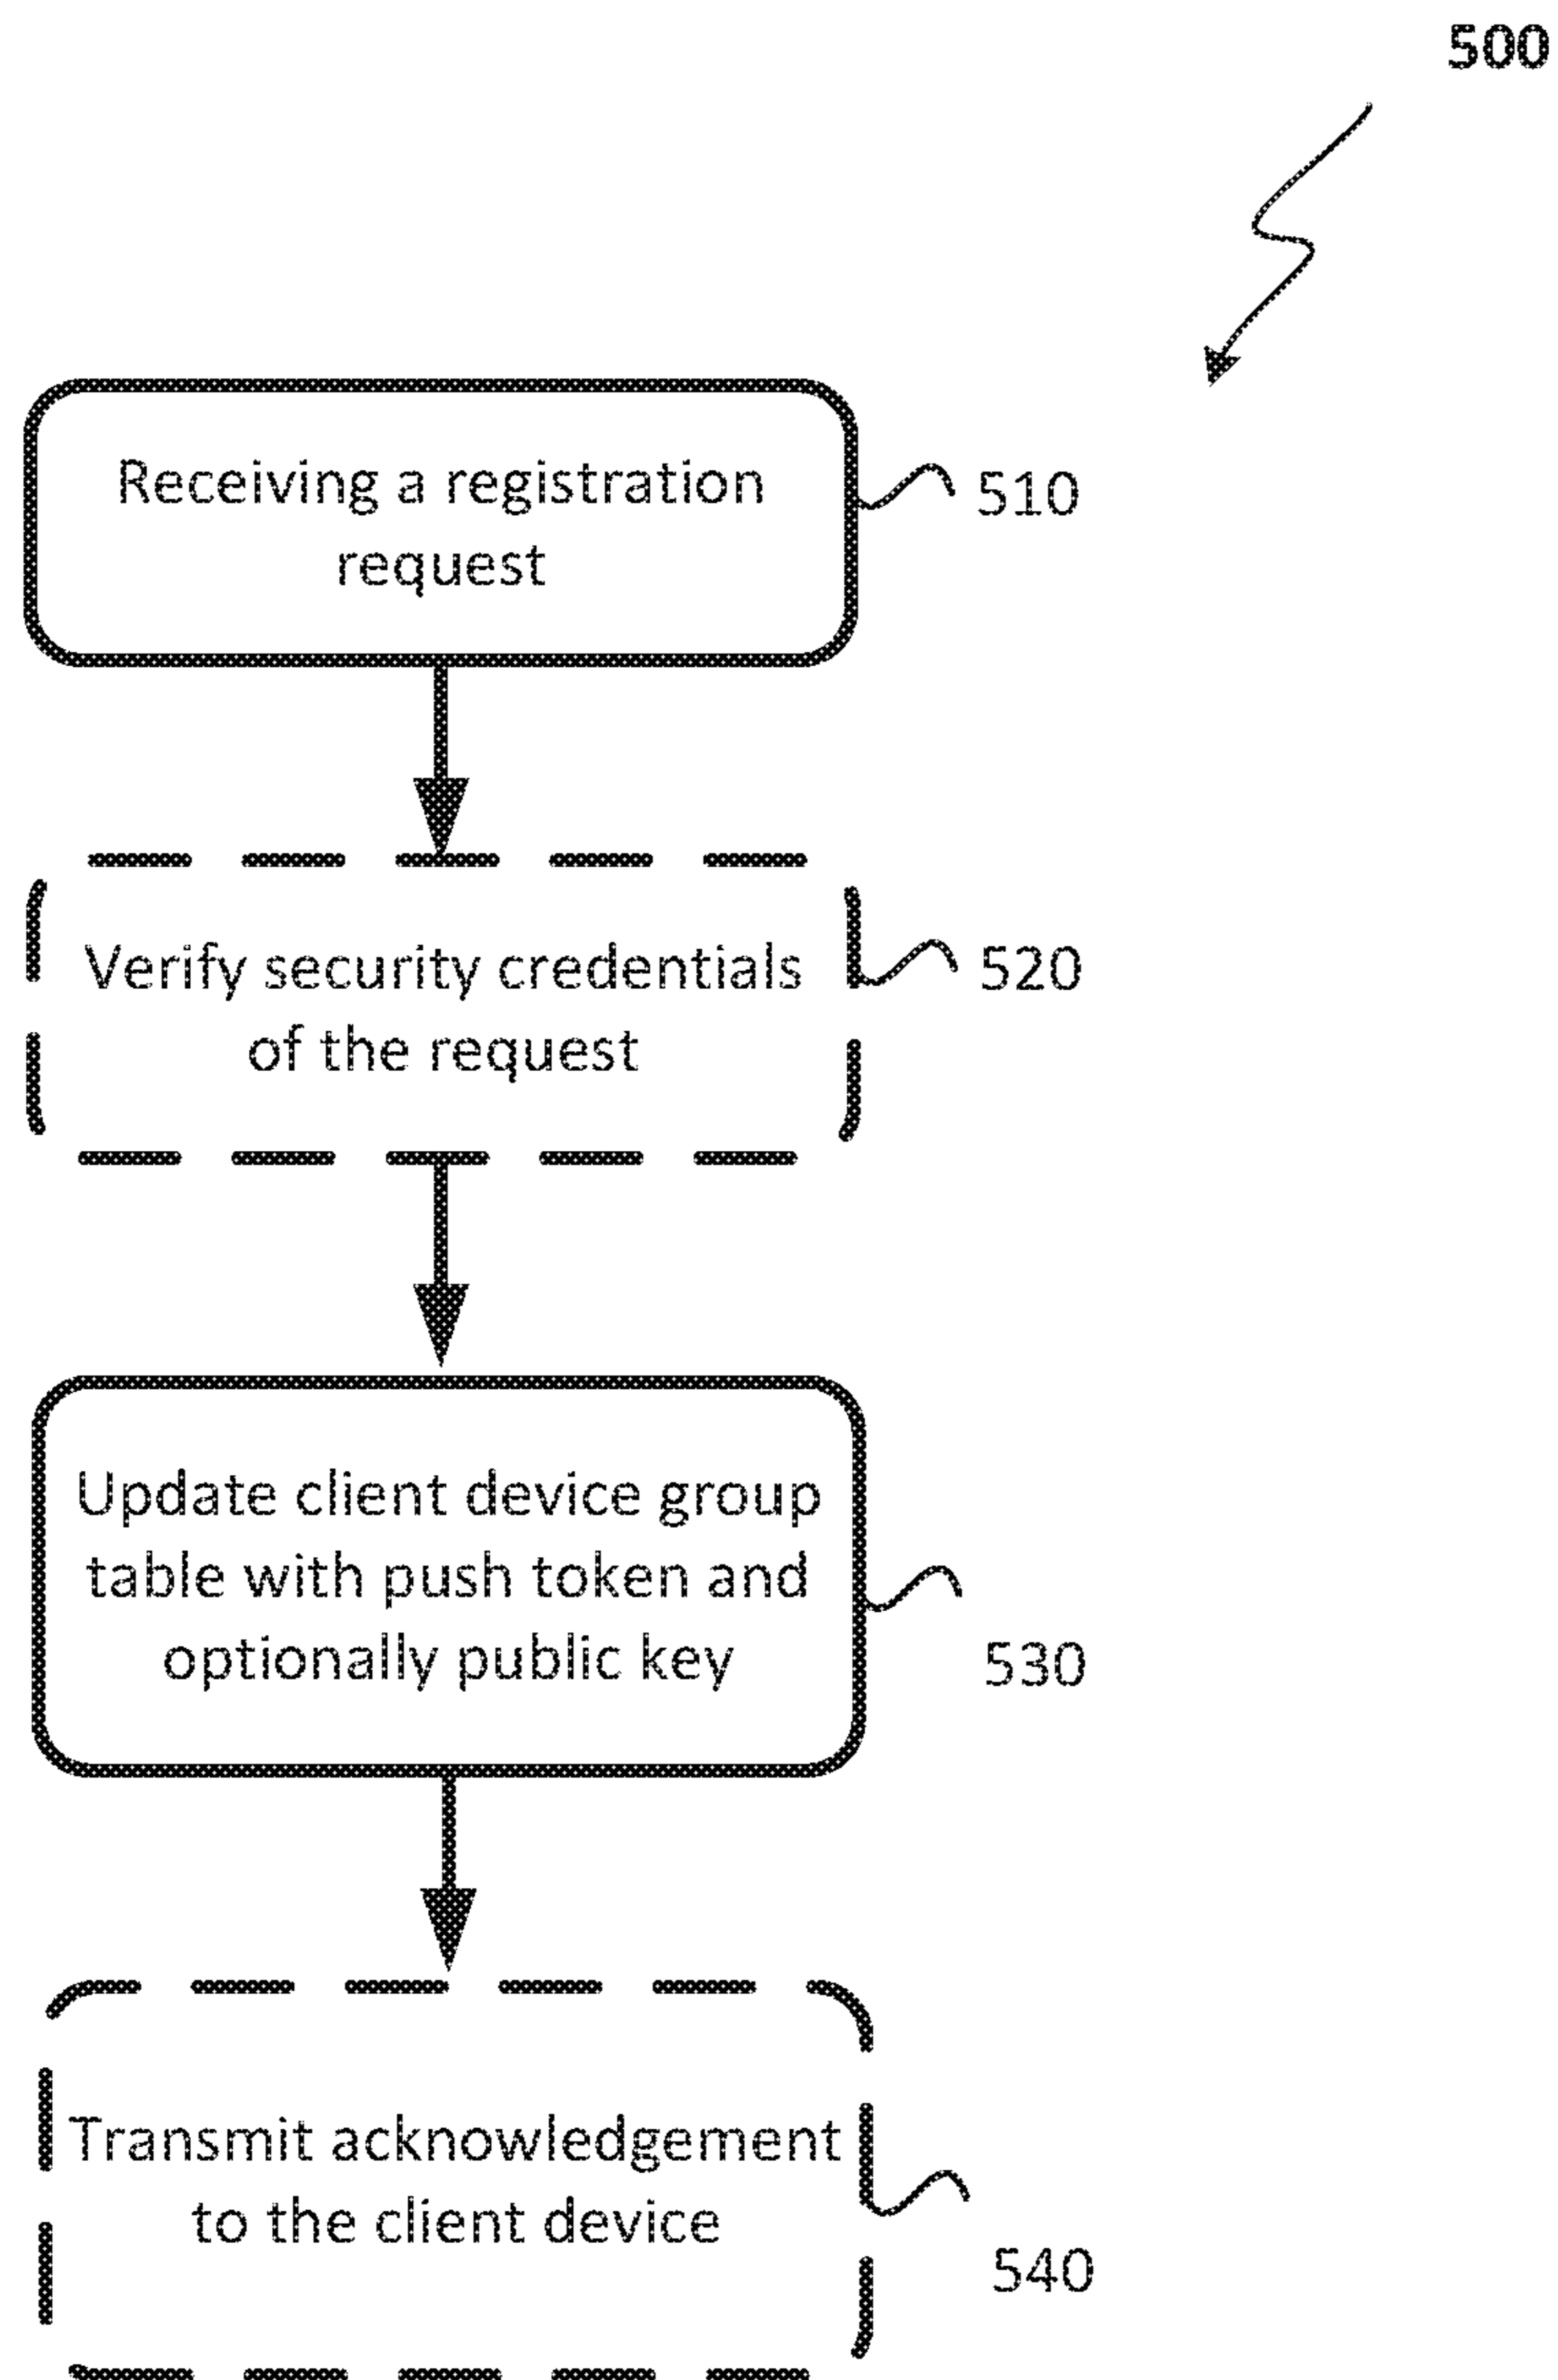 500
Receiving a registration
request
510
Verify security credentials
of the request
520
Update client device group
table with push token and
optionally public key
530
Transmit acknowledgement
to the client device
540